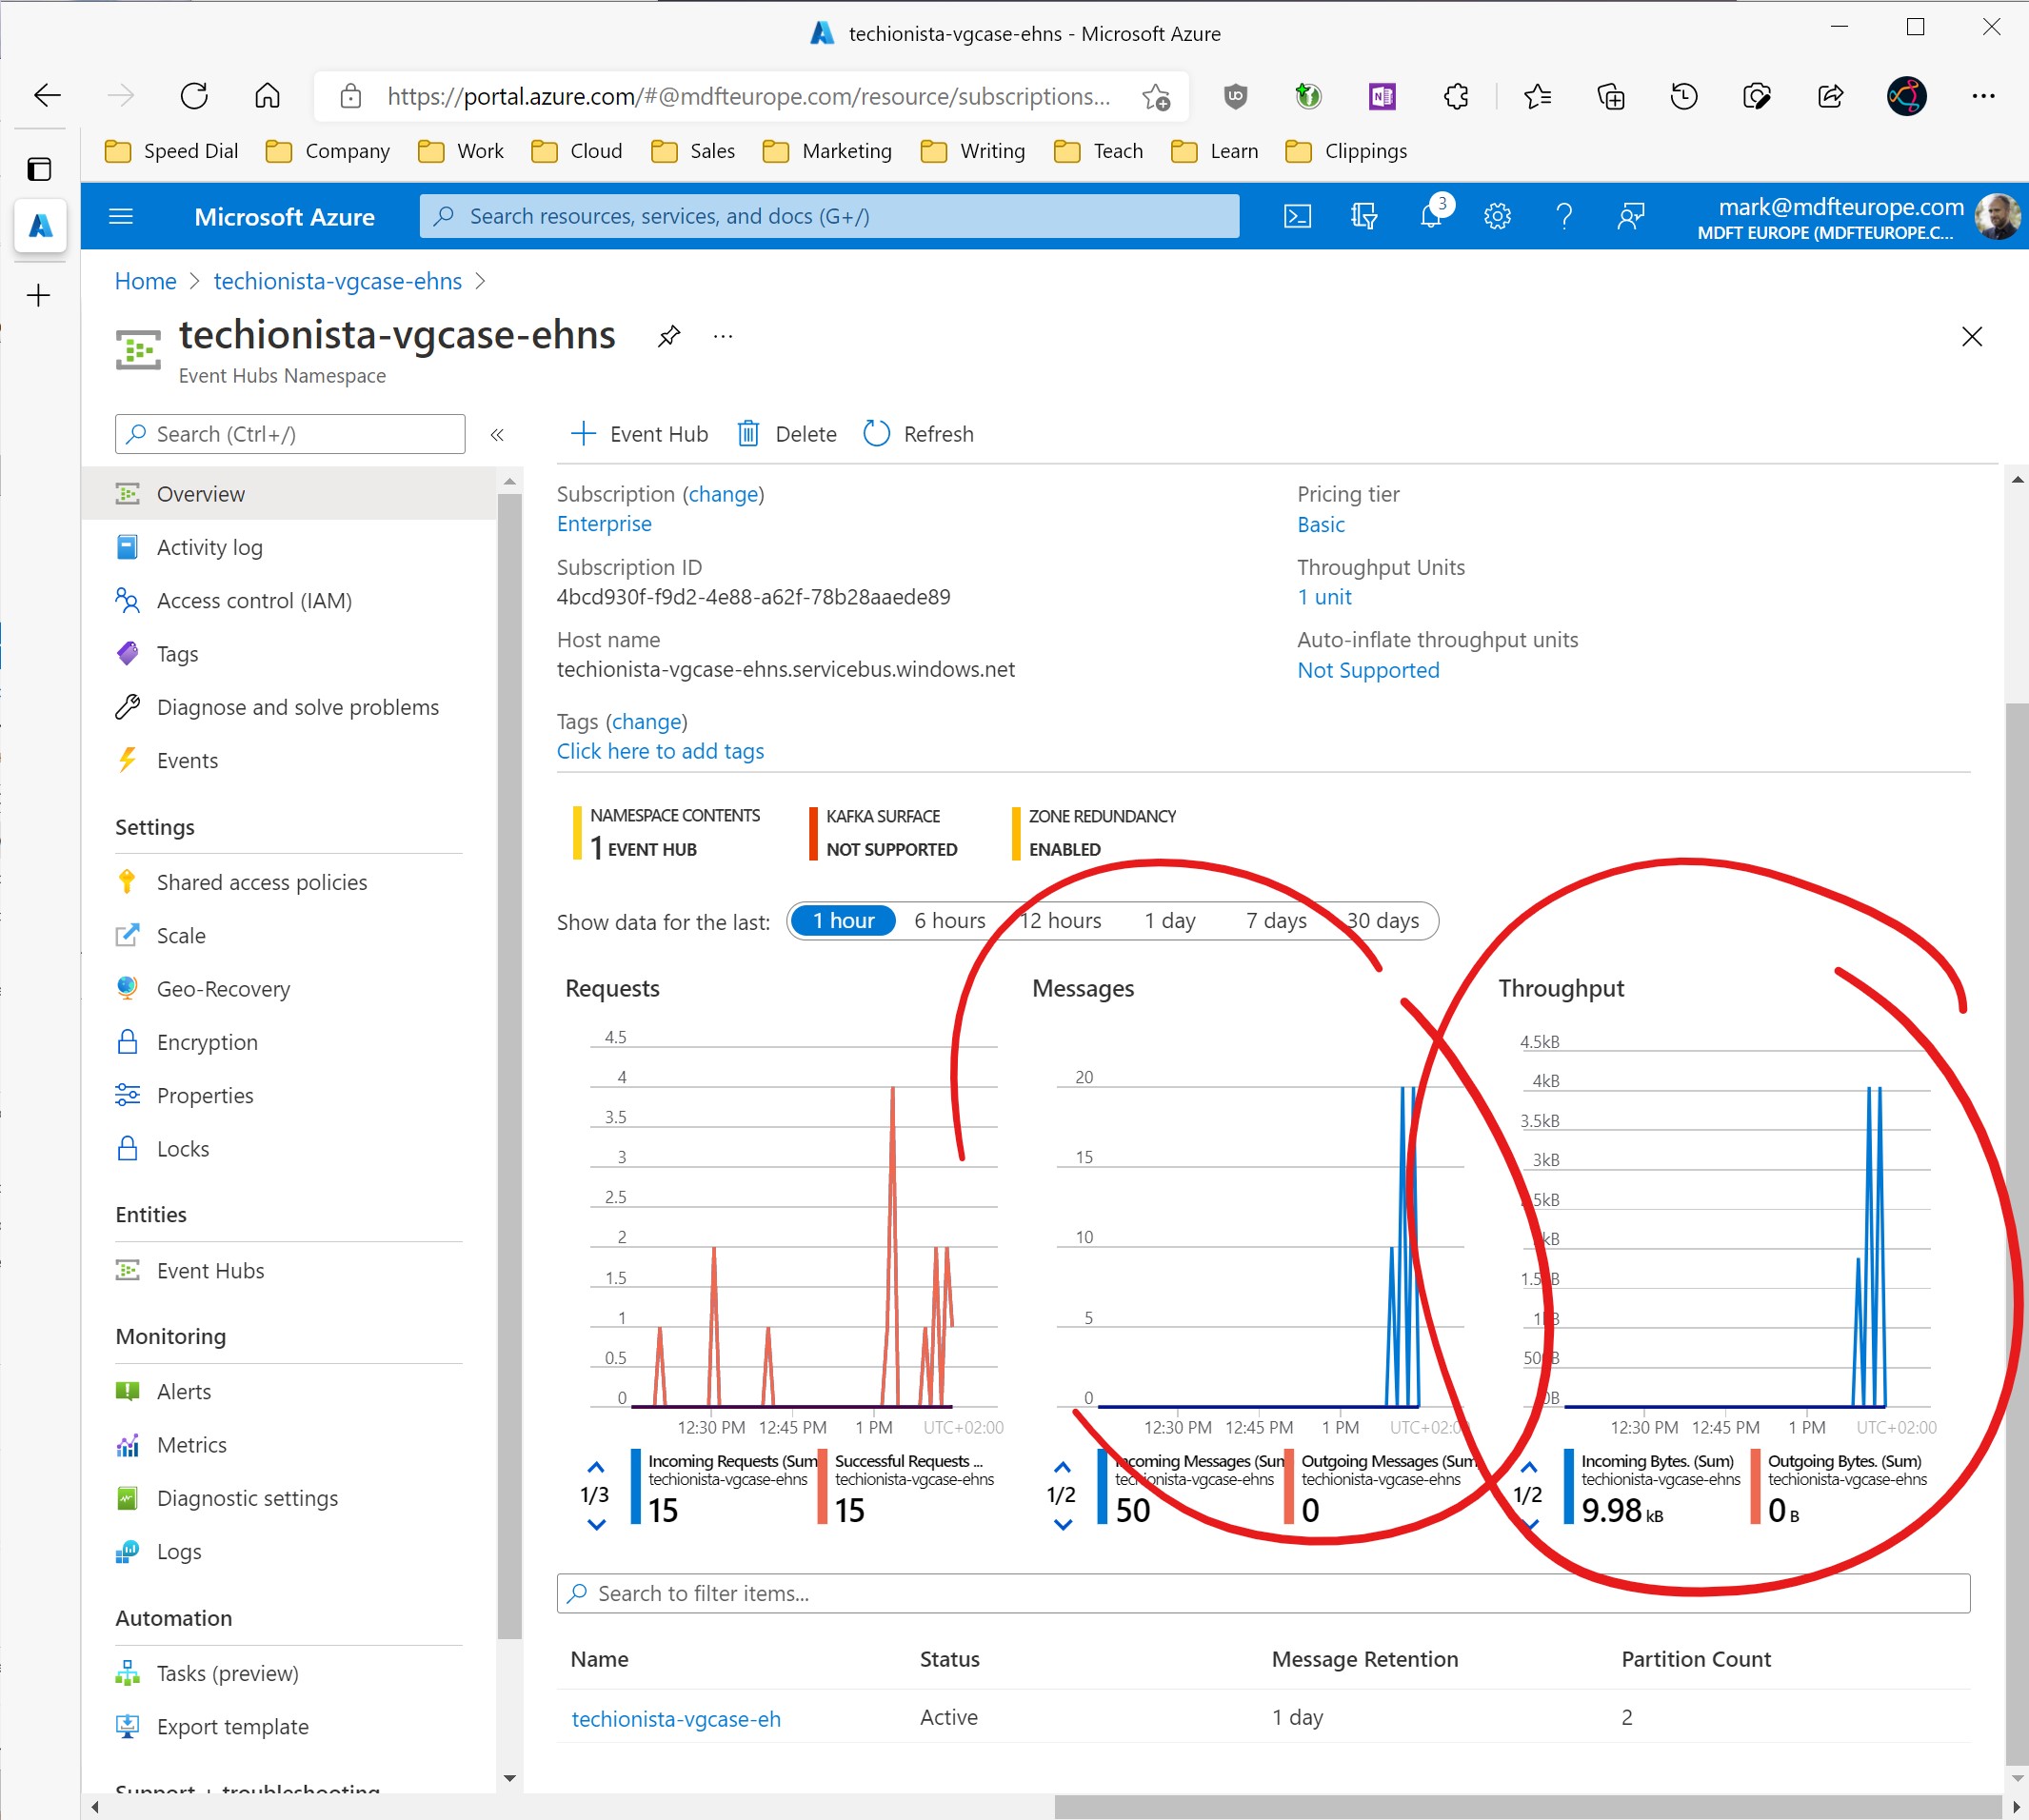 techionista-vgcase-ehns - Microsoft Azure
https://portal.azure.com/#@mdfteurope.com/resource/subscriptions...
Speed Dial Company Work Cloud Sales Marketing Writing Teach Learn Clippings
Microsoft Azure
Search resources, services, and docs (G+/)
3
mark@mdfteurope.com
MDFT EUROPE (MDFTEUROPE.C...
Home > techionista-vgcase-ehns >
techionista-vgcase-ehns
Event Hubs Namespace
Search (Ctrl+/)
Overview
Activity log
Access control (IAM)
Tags
Diagnose and solve problems
Events
Settings
Shared access policies
Scale
Geo-Recovery
Encryption
Properties
Locks
Entities
Event Hubs
Monitoring
Alerts
Metrics
Diagnostic settings
Logs
Automation
Tasks (preview)
Export template
Support + troubleshooting
Event Hub Delete Refresh
Subscription (change)
Enterprise
Subscription ID
4bcd930f-f9d2-4e88-a62f-78b28aaede89
Host name
techionista-vgcase-ehns.servicebus.windows.net
Tags (change)
Click here to add tags
Pricing tier
Basic
Throughput Units
1 unit
Auto-inflate throughput units
Not Supported
NAMESPACE CONTENTS
1 EVENT HUB
KAFKA SURFACE
NOT SUPPORTED
ZONE REDUNDANCY
ENABLED
Show data for the last: 1 hour 6 hours 12 hours 1 day 7 days 30 days
Requests
4.5
4
3.5
3
2.5
2
1.5
1
0.5
0
12:30 PM 12:45 PM 1 PM UTC+02:00
1/3
Incoming Requests (Sum
techionista-vgcase-ehns
15
Successful Requests ...
techionista-vgcase-ehns
15
Messages
20
15
10
5
0
12:30 PM 12:45 PM 1 PM UTC+02:0
1/2
Incoming Messages (Sum
techionista-vgcase-ehns
50
Outgoing Messages (Sum
techionista-vgcase-ehns
0
Throughput
4.5kB
4kB
3.5kB
3kB
12:30 PM 12:45 PM 1 PM UTC+02:00
1/2
Incoming Bytes. (Sum)
techionista-vgcase-ehns
9.98 kB
Outgoing Bytes. (Sum)
techionista-vgcase-ehns
0 B
Search to filter items...
Name Status Message Retention Partition Count
techionista-vgcase-eh Active 1 day 2